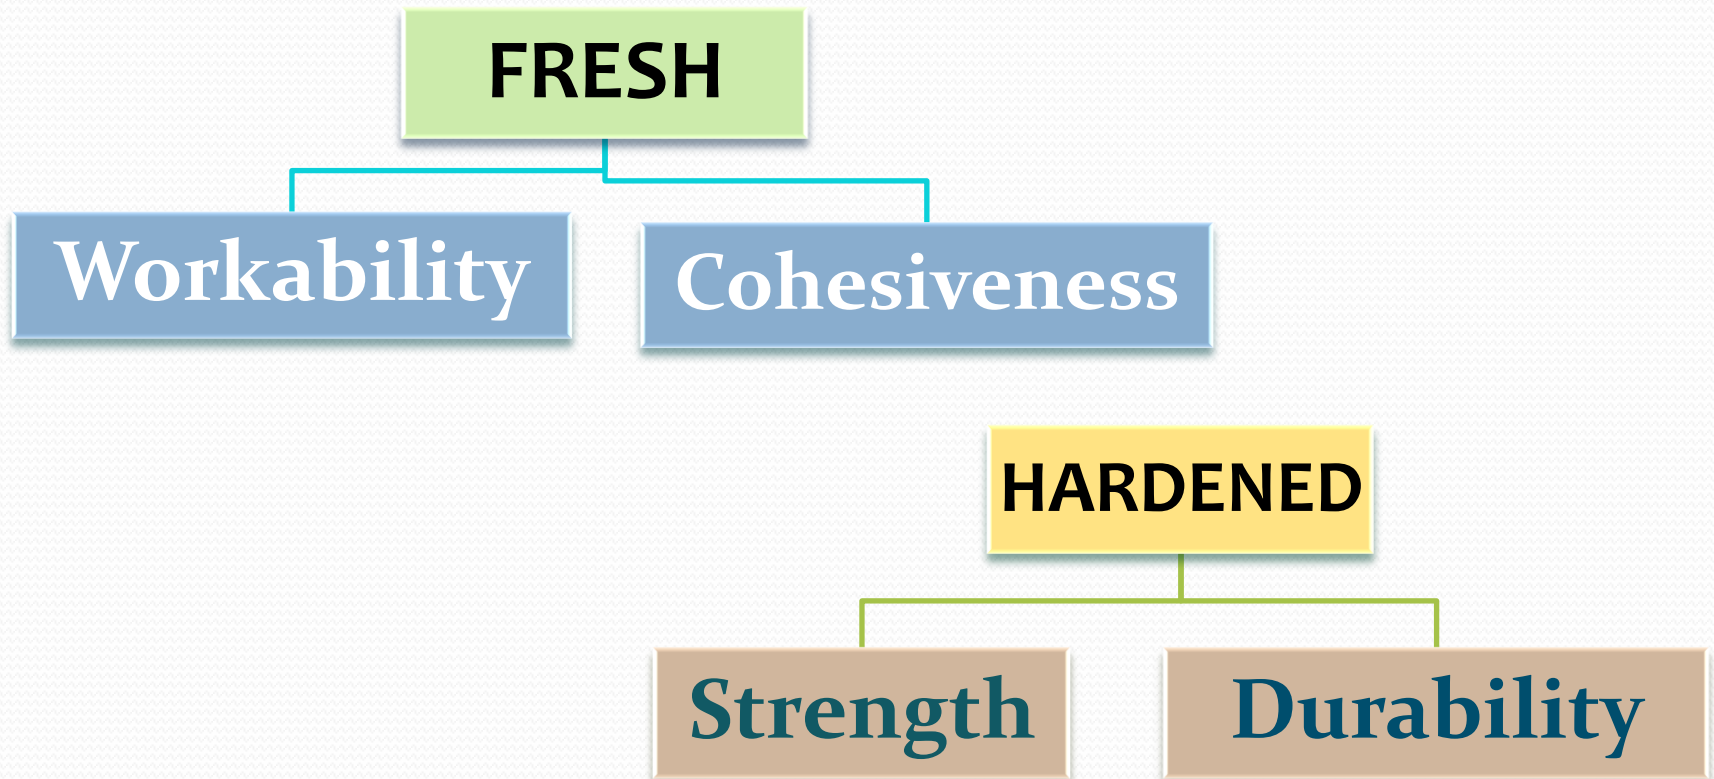 FRESH
Workability
Cohesiveness
HARDENED
Strength
Durability